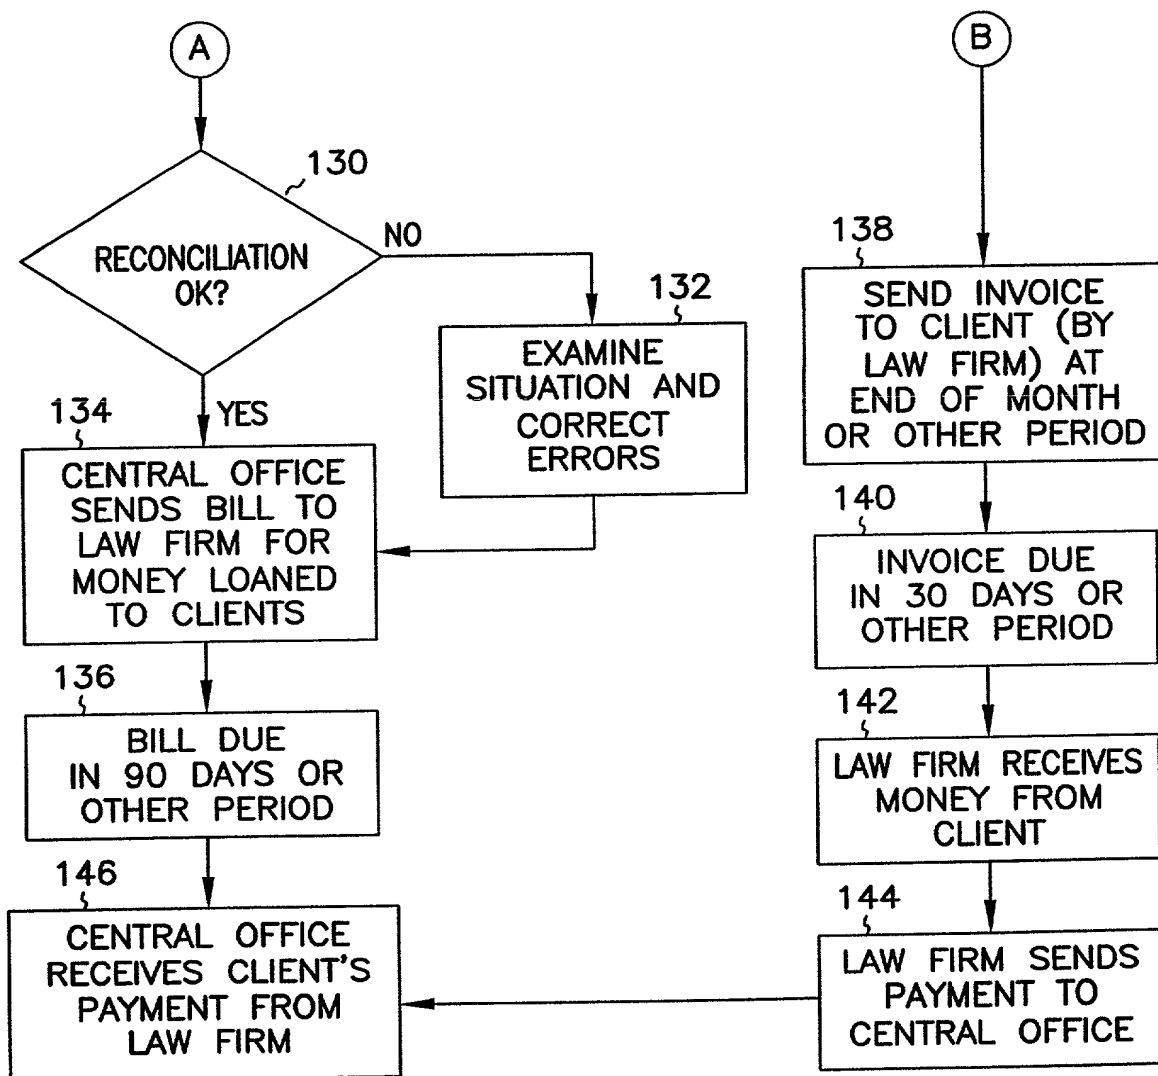 A
130
RECONCILIATION
OK?
NO
YES
132
EXAMINE
SITUATION AND
CORRECT
ERRORS
134
CENTRAL OFFICE
SENDS BILL TO
LAW FIRM FOR
MONEY LOANED
TO CLIENTS
136
BILL DUE
IN 90 DAYS OR
OTHER PERIOD
146
CENTRAL OFFICE
RECEIVES CLIENT'S
PAYMENT FROM
LAW FIRM
B
138
SEND INVOICE
TO CLIENT (BY
LAW FIRM) AT
END OF MONTH
OR OTHER PERIOD
140
INVOICE DUE
IN 30 DAYS OR
OTHER PERIOD
142
LAW FIRM RECEIVES
MONEY FROM
CLIENT
144
LAW FIRM SENDS
PAYMENT TO
CENTRAL OFFICE